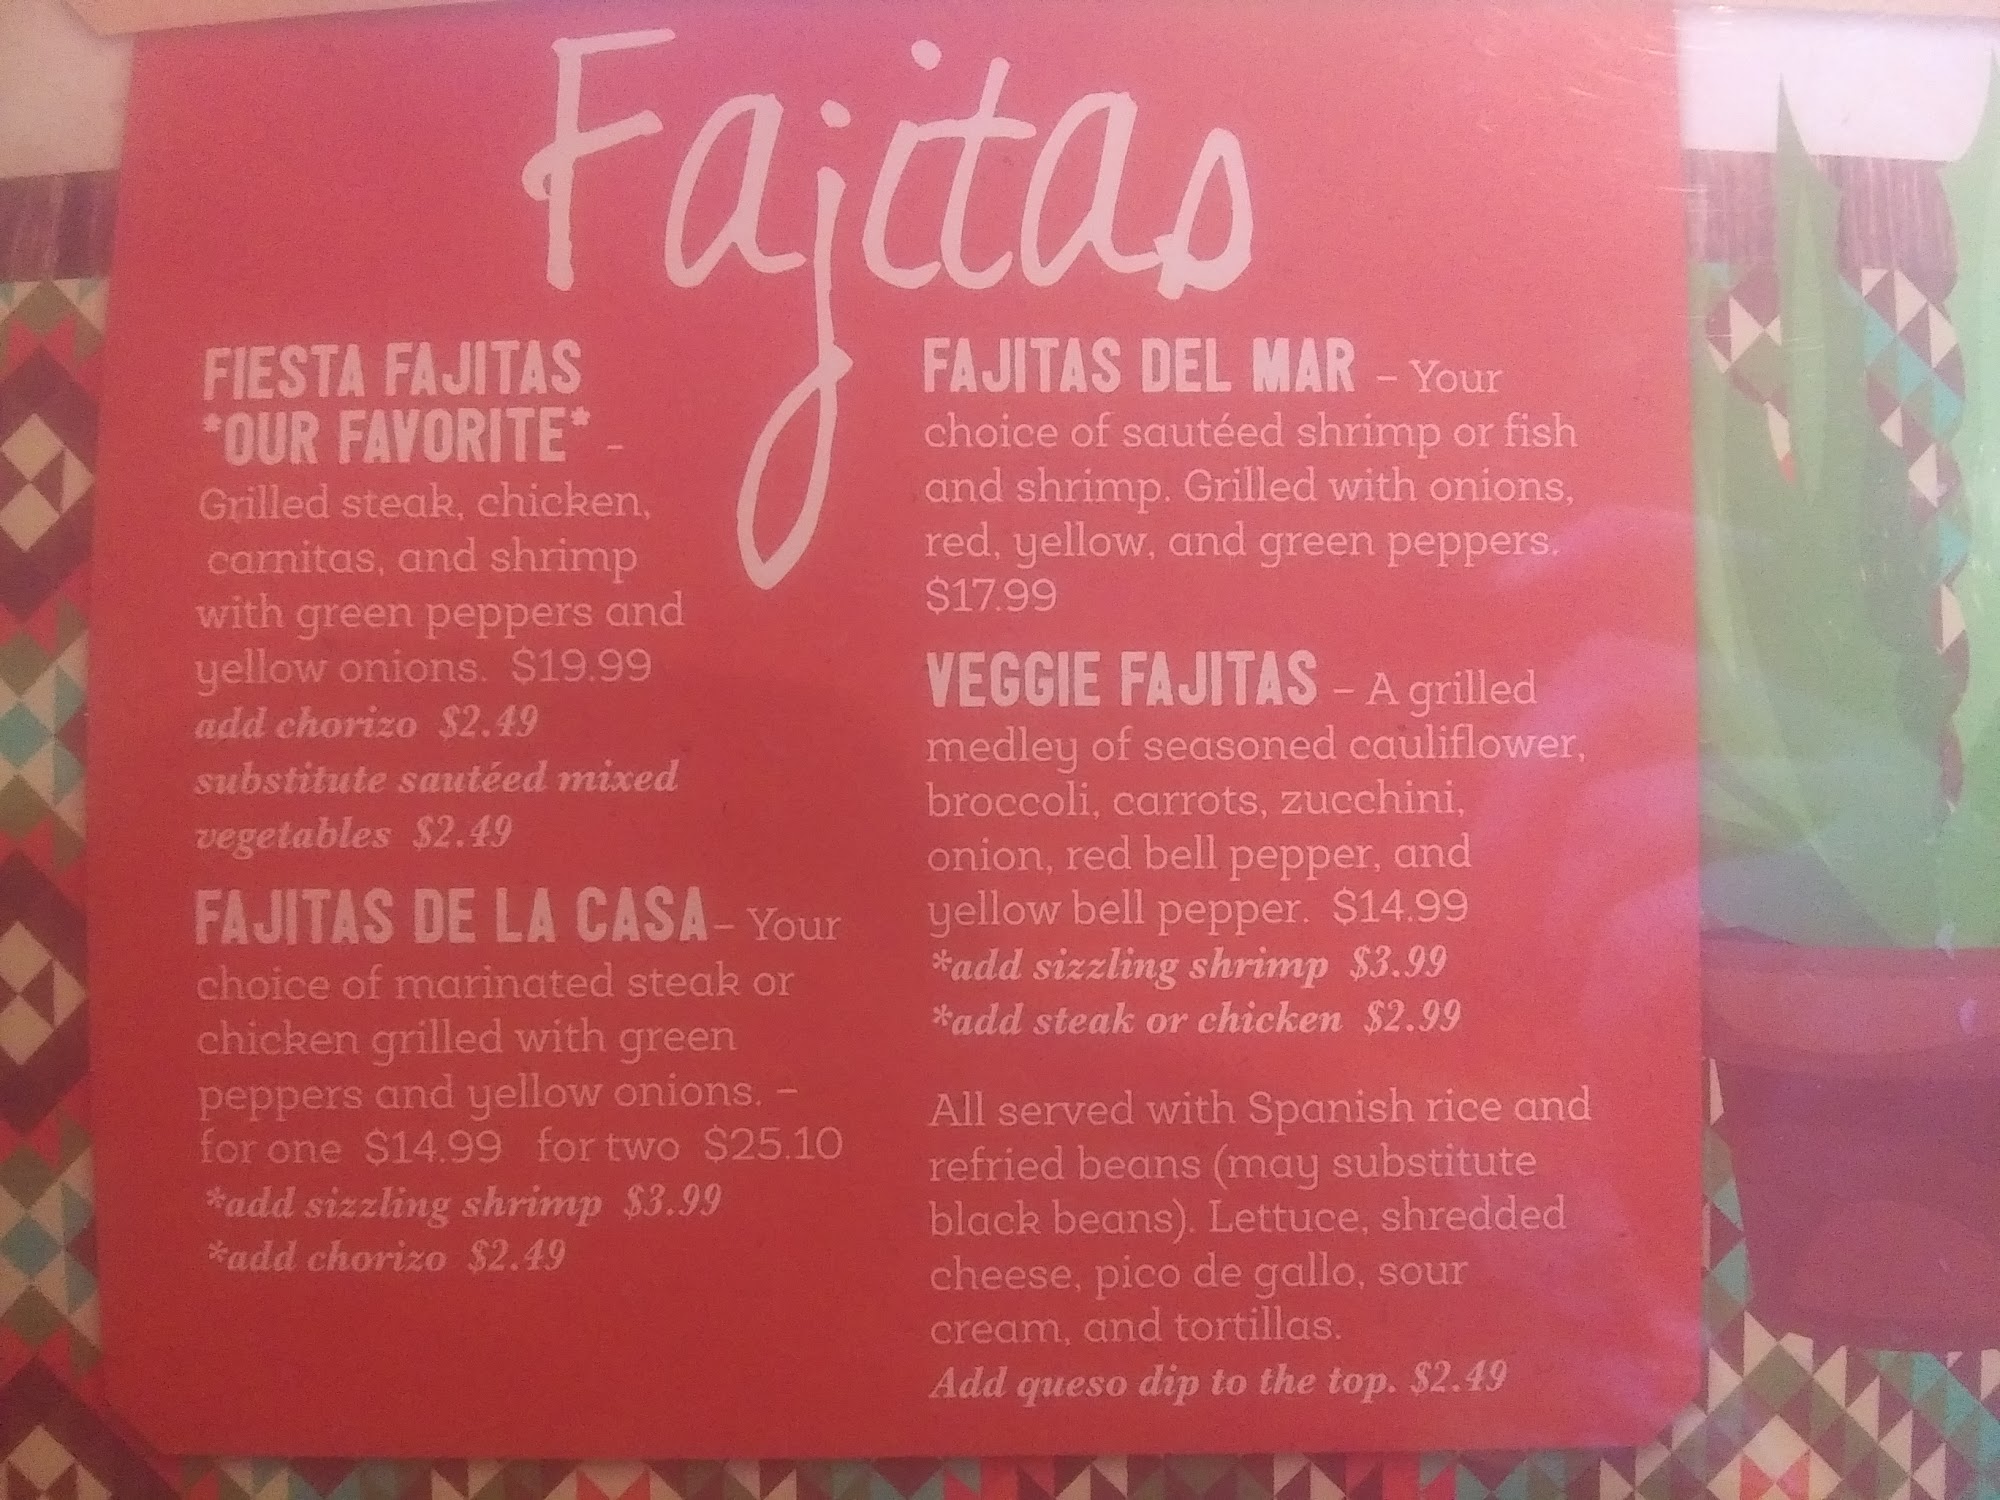 Fajitas
FIESTA FAJITAS
*OUR FAVORITE* –
Grilled steak, chicken,
carnitas, and shrimp
with green peppers and
yellow onions. $19.99
add chorizo $2.49
substitute sautéed mixed
vegetables $2.49
FAJITAS DE LA CASA – Your
choice of marinated steak or
chicken grilled with green
peppers and yellow onions. –
for one $14.99 for two $25.10
*add sizzling shrimp $3.99
*add chorizo $2.49
FAJITAS DEL MAR – Your
choice of sautéed shrimp or fish
and shrimp. Grilled with onions,
red, yellow, and green peppers.
$17.99
VEGGIE FAJITAS – A grilled
medley of seasoned cauliflower,
broccoli, carrots, zucchini,
onion, red bell pepper, and
yellow bell pepper. $14.99
*add sizzling shrimp $3.99
*add steak or chicken $2.99
All served with Spanish rice and
refried beans (may substitute
black beans). Lettuce, shredded
cheese, pico de gallo, sour
cream, and tortillas.
Add queso dip to the top. $2.49